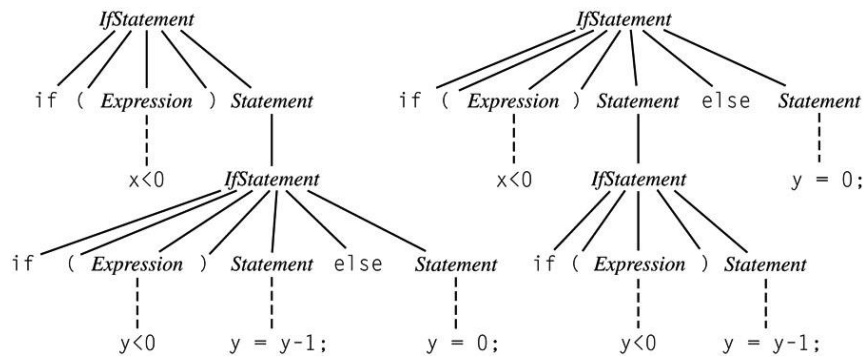 IfStatement IfStatement
if ( Expression ) Statement if ( Expression ) Statement else Statement
x<0 IfStatement x<0 IfStatement y = 0;
if ( Expression ) Statement else Statement if ( Expression ) Statement
y<0 y = y-1; y = 0; y<0 y = y-1;